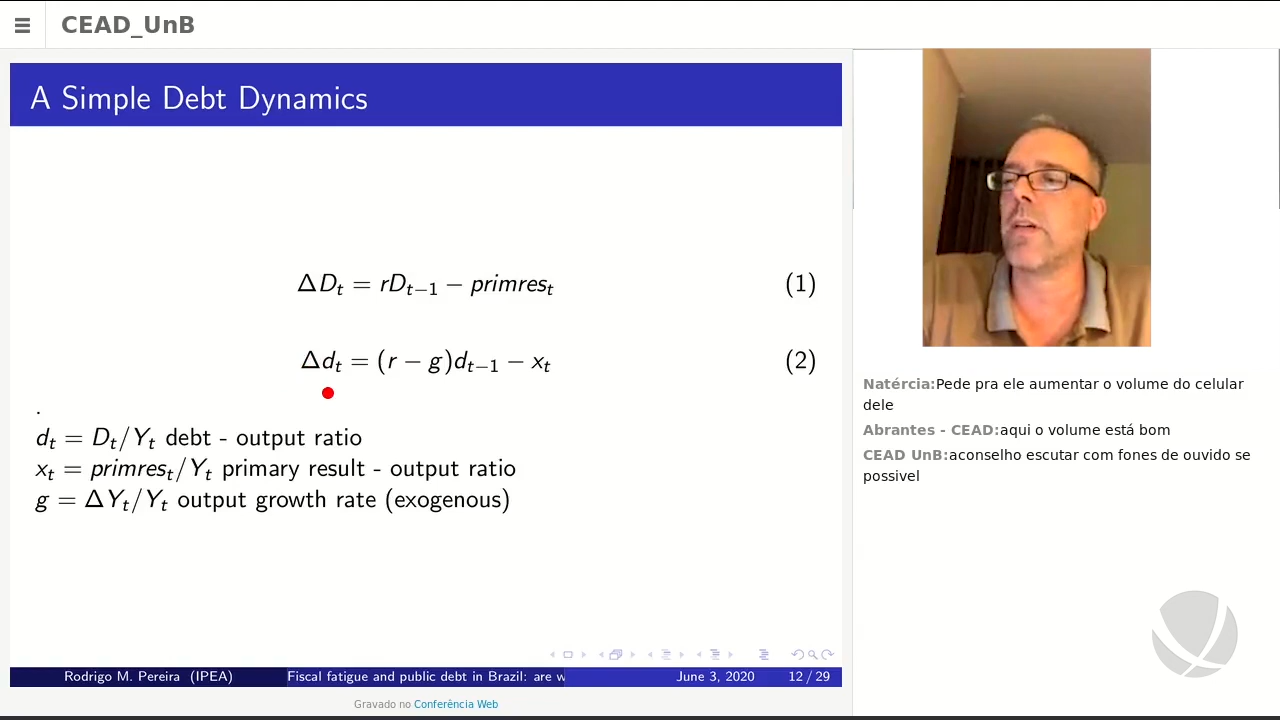 CEAD_UnB
A Simple Debt Dynamics
ΔD_t = rD_{t−1} − primres_t (1)
Δd_t = (r − g)d_{t−1} − x_t (2)
.
d_t = D_t/Y_t debt - output ratio
x_t = primres_t/Y_t primary result - output ratio
g = ΔY_t/Y_t output growth rate (exogenous)
Rodrigo M. Pereira (IPEA) Fiscal fatigue and public debt in Brazil: are w June 3, 2020 12 / 29
Gravado no Conferência Web
Natércia:Pede pra ele aumentar o volume do celular
dele
Abrantes - CEAD:aqui o volume está bom
CEAD UnB:aconselho escutar com fones de ouvido se
possivel